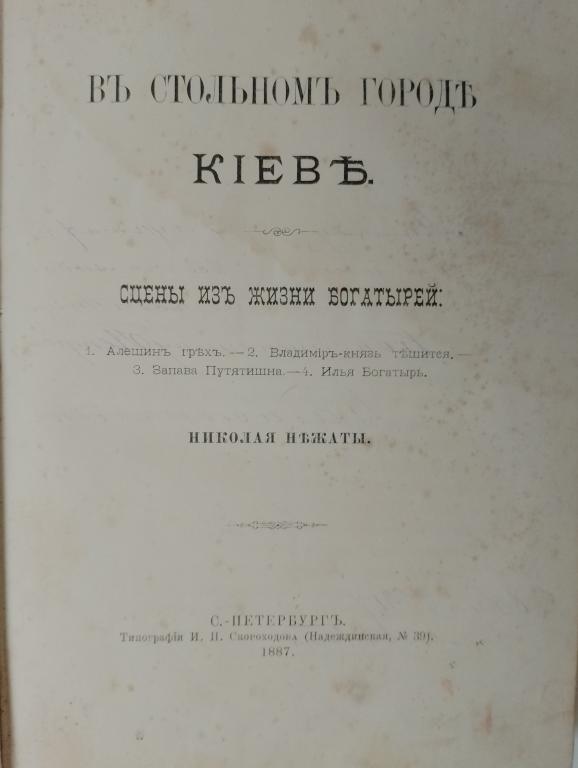 ВЪ СТОЛЬНОМЪ ГОРОДѢ
КІЕВѢ.
СЦЕНЫ ИЗЪ ЖИЗНИ БОГАТЫРЕЙ:
1. Алешинъ грѣхъ. — 2. Владиміръ-князь тѣшится. —
3. Запава Путятишна. — 4. Илья Богатырь.
НИКОЛАЯ НѢЖАТЫ.
С.-ПЕТЕРБУРГЪ.
Типографія И. Н. Скороходова (Надеждинская, № 39).
1887.